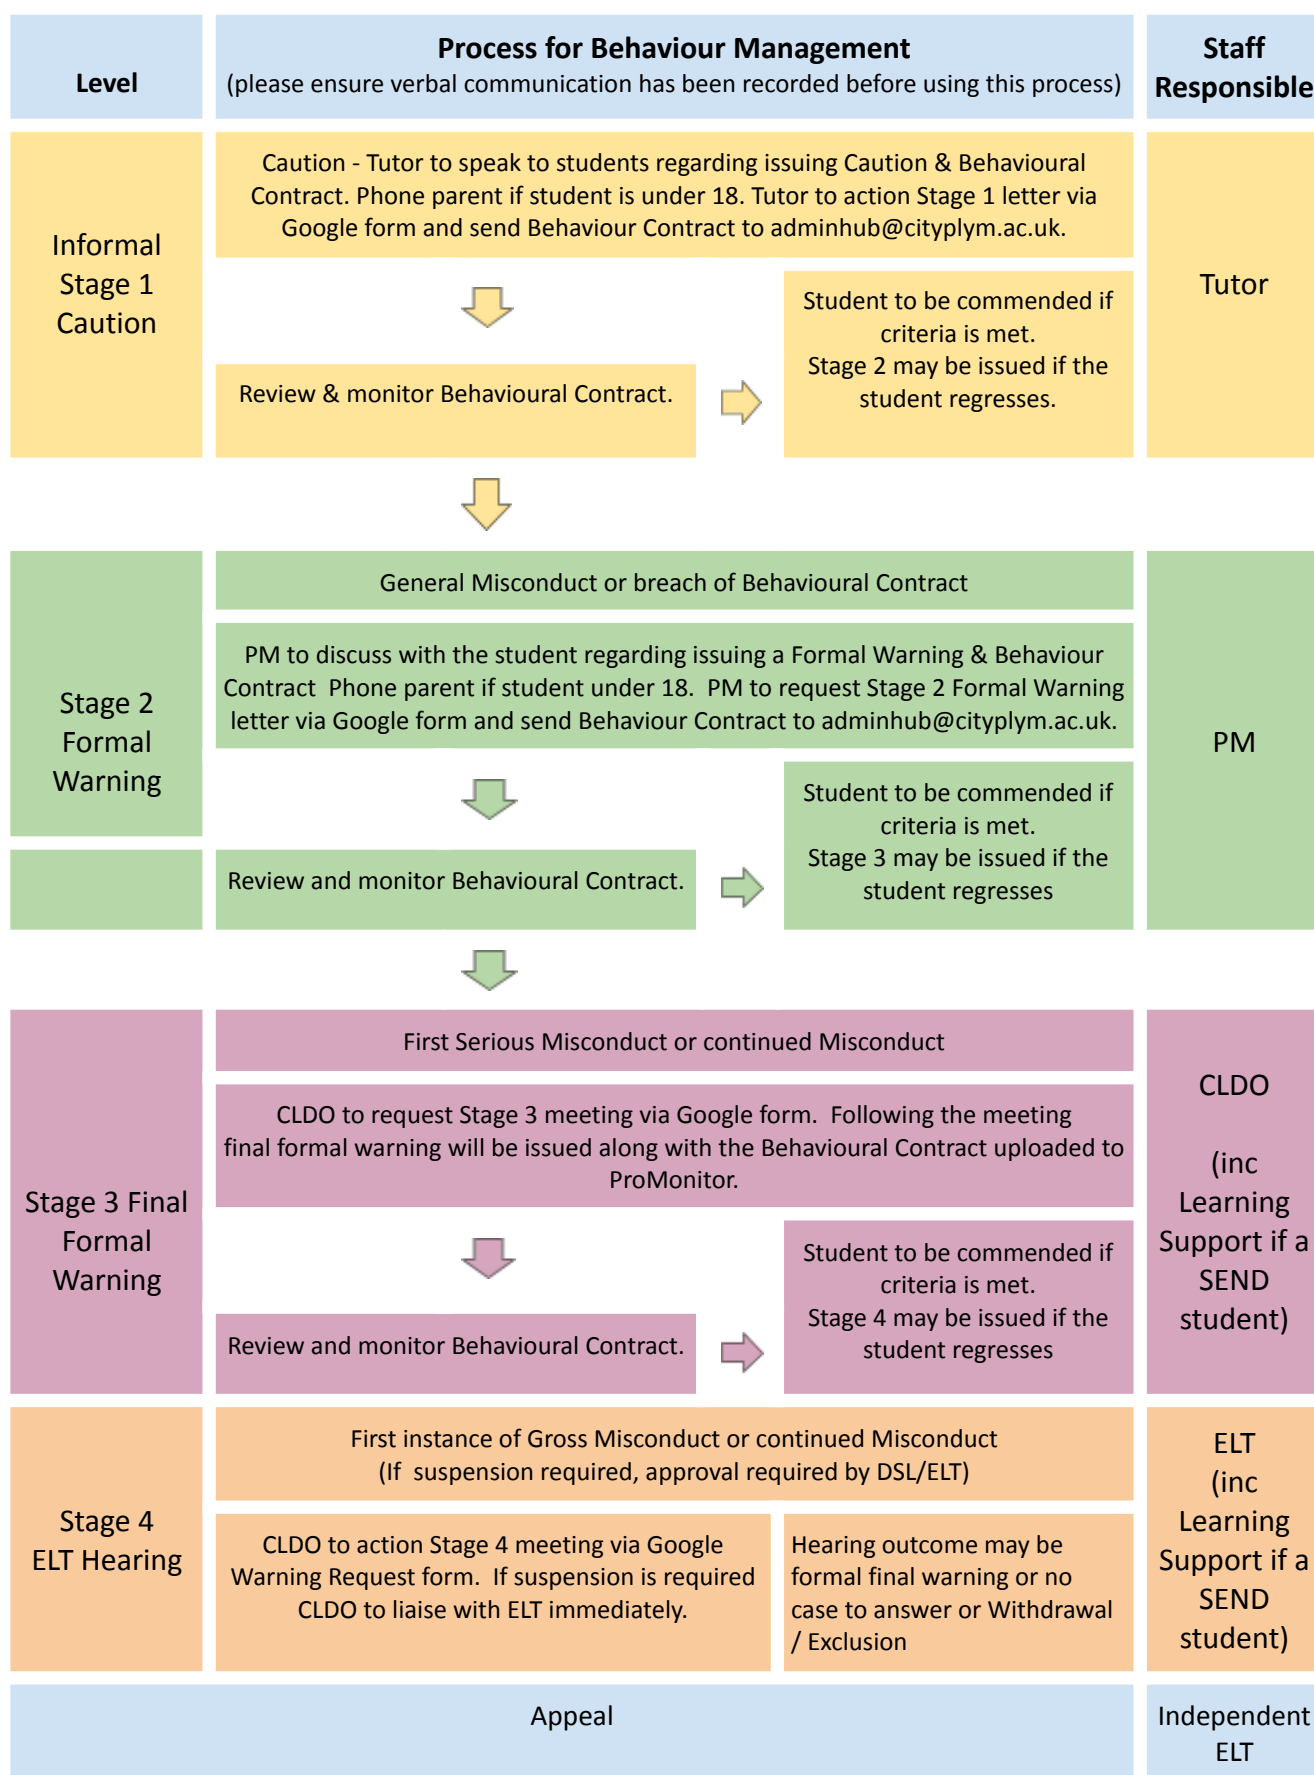 Level
Process for Behaviour Management
(please ensure verbal communication has been recorded before using this process)
Staff
Responsible
Informal
Stage 1
Caution
Caution - Tutor to speak to students regarding issuing Caution & Behavioural
Contract. Phone parent if student is under 18. Tutor to action Stage 1 letter via
Google form and send Behaviour Contract to adminhub@cityplym.ac.uk.
Review & monitor Behavioural Contract.
Student to be commended if
criteria is met.
Stage 2 may be issued if the
student regresses.
Tutor
Stage 2
Formal
Warning
General Misconduct or breach of Behavioural Contract
PM to discuss with the student regarding issuing a Formal Warning & Behaviour
Contract  Phone parent if student under 18.  PM to request Stage 2 Formal Warning
letter via Google form and send Behaviour Contract to adminhub@cityplym.ac.uk.
Review and monitor Behavioural Contract.
Student to be commended if
criteria is met.
Stage 3 may be issued if the
student regresses
PM
Stage 3 Final
Formal
Warning
First Serious Misconduct or continued Misconduct
CLDO to request Stage 3 meeting via Google form.  Following the meeting
final formal warning will be issued along with the Behavioural Contract uploaded to
ProMonitor.
Review and monitor Behavioural Contract.
Student to be commended if
criteria is met.
Stage 4 may be issued if the
student regresses
CLDO
(inc
Learning
Support if a
SEND
student)
Stage 4
ELT Hearing
First instance of Gross Misconduct or continued Misconduct
(If  suspension required, approval required by DSL/ELT)
CLDO to action Stage 4 meeting via Google
Warning Request form.  If suspension is required
CLDO to liaise with ELT immediately.
Hearing outcome may be
formal final warning or no
case to answer or Withdrawal
/ Exclusion
ELT
(inc
Learning
Support if a
SEND
student)
Appeal
Independent
ELT